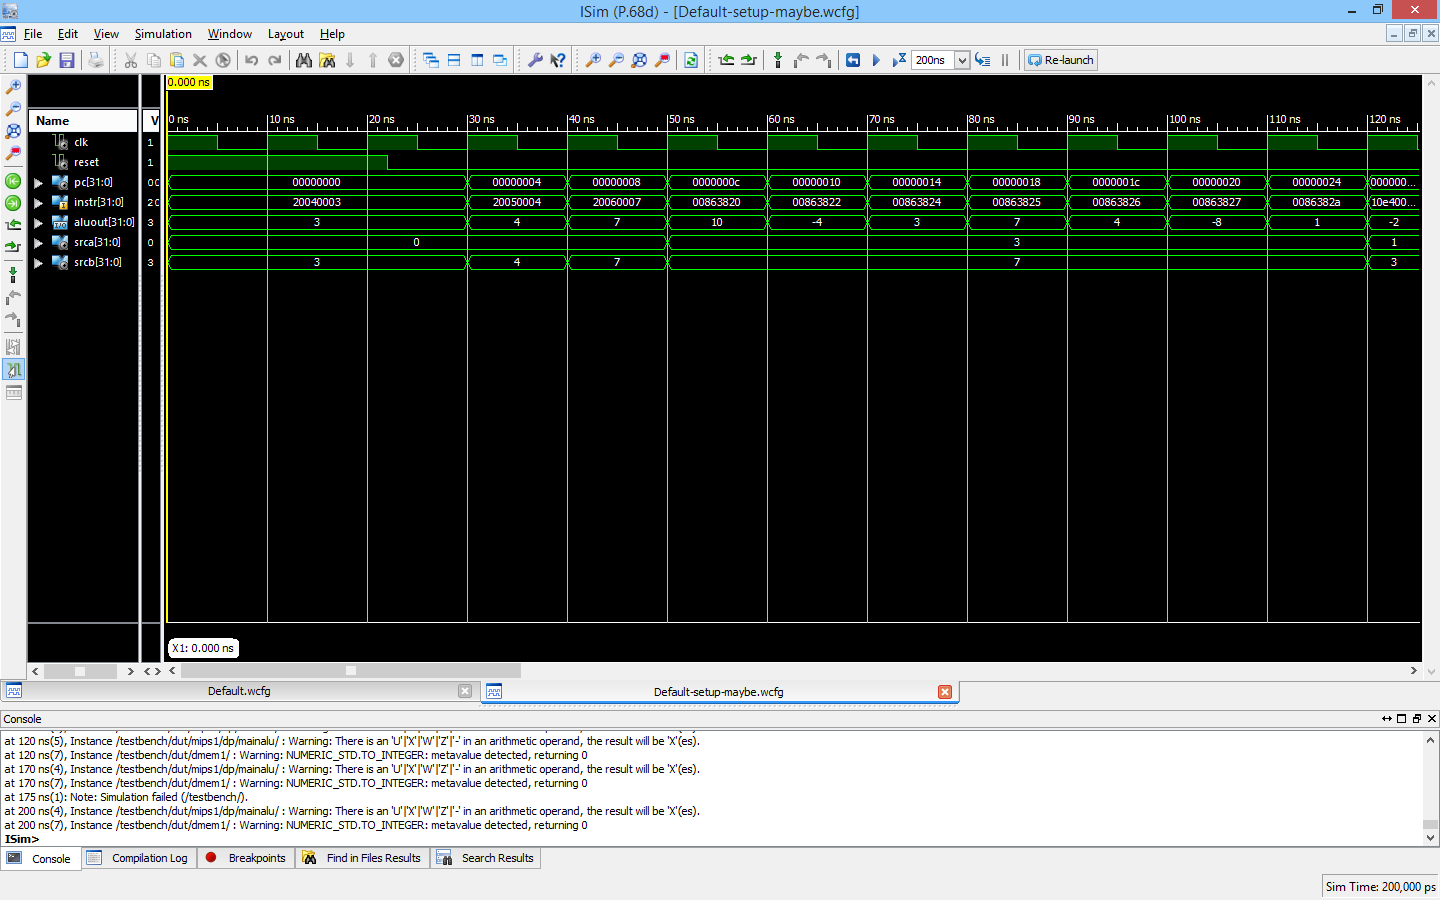 ISim (P.68d) - [Default-setup-maybe.wcfg]
File Edit View Simulation Window Layout Help
200ns Re-launch
0.000 ns
Name V
0 ns 10 ns 20 ns 30 ns 40 ns 50 ns 60 ns 70 ns 80 ns 90 ns 100 ns 110 ns 120 ns
clk 1
reset 1
pc[31:0] 00 00000000 00000004 00000008 0000000c 00000010 00000014 00000018 0000001c 00000020 00000024 000000...
instr[31:0] 20 20040003 20050004 20060007 00863820 00863822 00863824 00863825 00863826 00863827 0086382a 10e400...
aluout[31:0] 3 3 4 7 10 -4 3 7 4 -8 1 -2
srca[31:0] 0 0 3 1
srcb[31:0] 3 3 4 7 7 3
X1: 0.000 ns
Default.wcfg Default-setup-maybe.wcfg
Console
at 120 ns(5), Instance /testbench/dut/mips1/dp/mainalu/ : Warning: There is an 'U'|'X'|'W'|'Z'|'-' in an arithmetic operand, the result will be 'X'(es).
at 120 ns(7), Instance /testbench/dut/dmem1/ : Warning: NUMERIC_STD.TO_INTEGER: metavalue detected, returning 0
at 170 ns(4), Instance /testbench/dut/mips1/dp/mainalu/ : Warning: There is an 'U'|'X'|'W'|'Z'|'-' in an arithmetic operand, the result will be 'X'(es).
at 170 ns(7), Instance /testbench/dut/dmem1/ : Warning: NUMERIC_STD.TO_INTEGER: metavalue detected, returning 0
at 175 ns(1): Note: Simulation failed (/testbench/).
at 200 ns(4), Instance /testbench/dut/mips1/dp/mainalu/ : Warning: There is an 'U'|'X'|'W'|'Z'|'-' in an arithmetic operand, the result will be 'X'(es).
at 200 ns(7), Instance /testbench/dut/dmem1/ : Warning: NUMERIC_STD.TO_INTEGER: metavalue detected, returning 0
ISim>
Console Compilation Log Breakpoints Find in Files Results Search Results
Sim Time: 200,000 ps